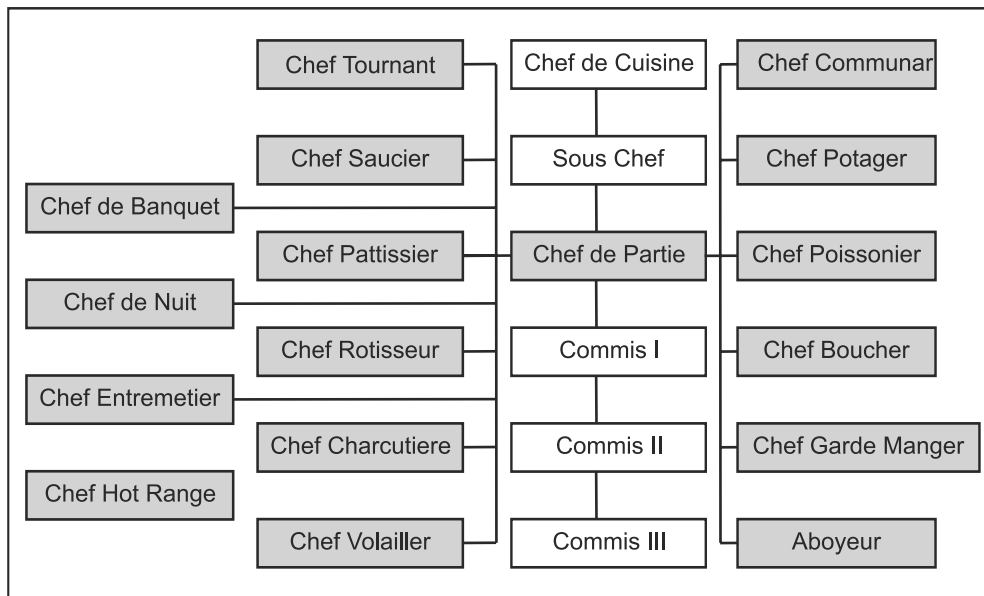 Chef Tournant
Chef de Cuisine
Chef Communar
Chef Saucier
Sous Chef
Chef Potager
Chef de Banquet
Chef Pattissier
Chef de Partie
Chef Poissonier
Chef de Nuit
Chef Rotisseur
Commis I
Chef Boucher
Chef Entremetier
Chef Charcutiere
Commis II
Chef Garde Manger
Chef Hot Range
Chef Volailler
Commis III
Aboyeur